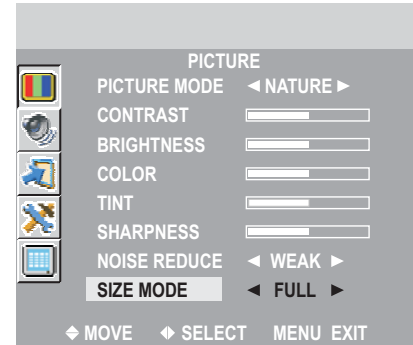 PICTURE
PICTURE MODE ◄ NATURE ►
CONTRAST
BRIGHTNESS
COLOR
TINT
SHARPNESS
NOISE REDUCE ◄ WEAK ►
SIZE MODE ◄ FULL ►
MOVE SELECT MENU EXIT